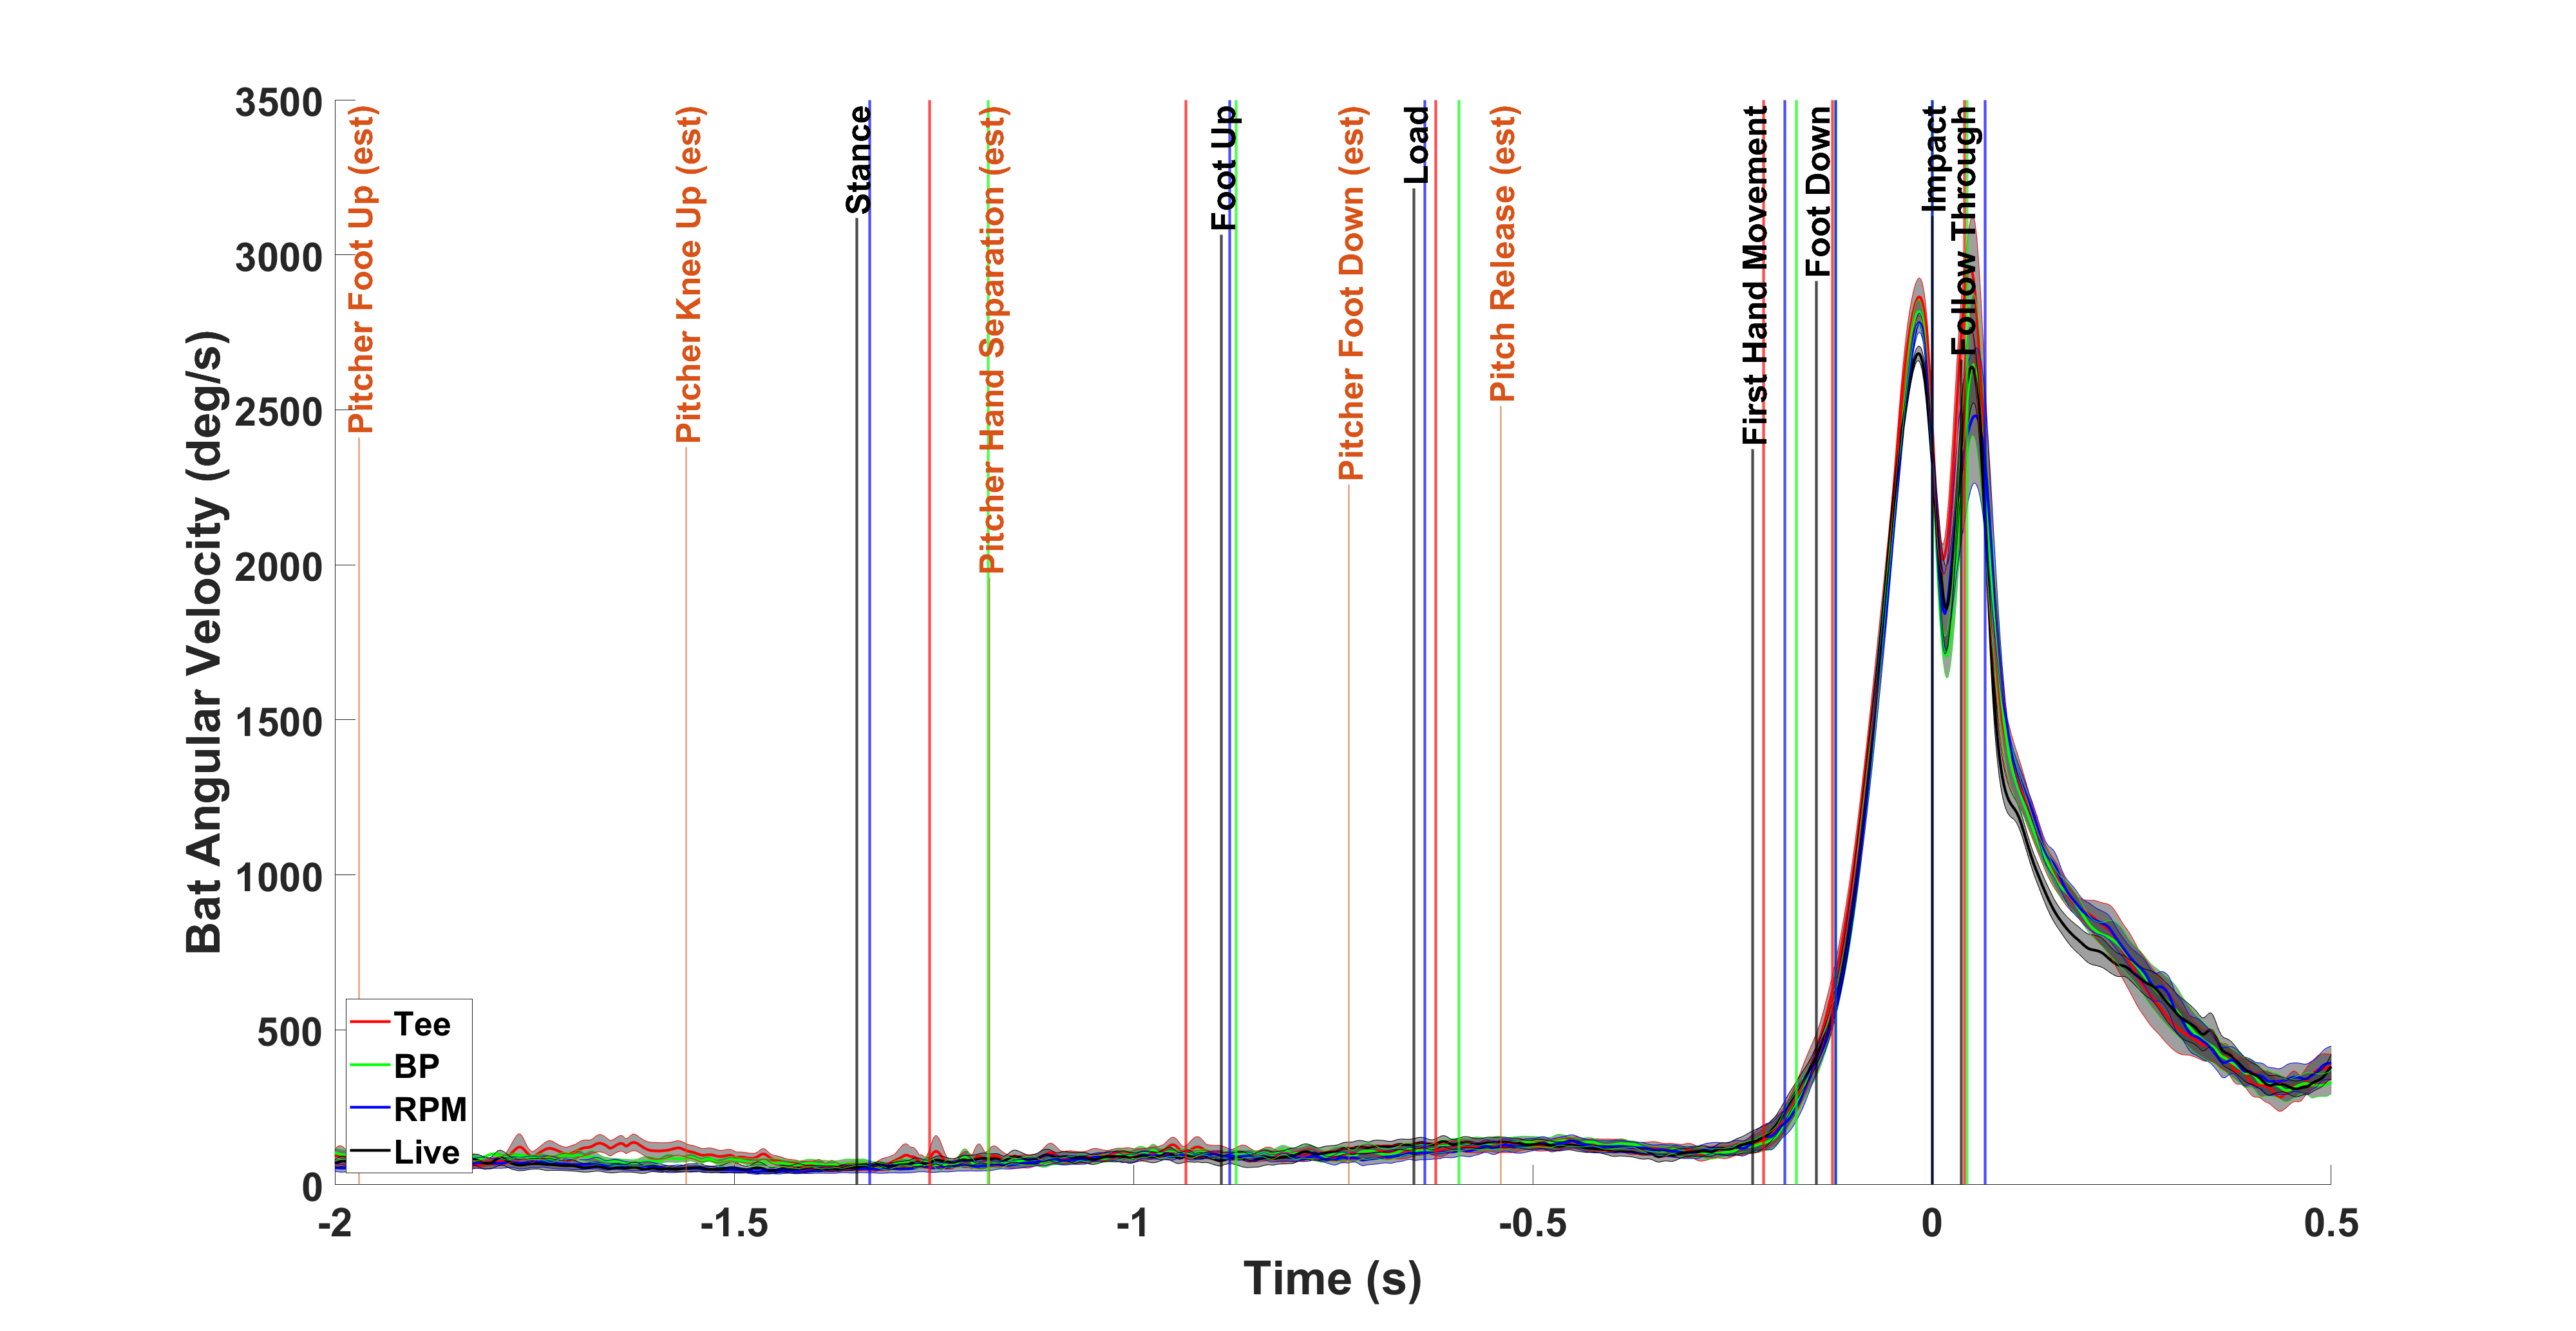 Bat Angular Velocity (deg/s)
3500
3000
2500
2000
1500
1000
500
0
Pitcher Foot Up (est)
Pitcher Knee Up (est)
Stance
Pitcher Hand Separation (est)
Foot Up
Pitcher Foot Down (est)
Load
Pitch Release (est)
First Hand Movement
Foot Down
Impact
Follow Through
Tee
BP
RPM
Live
-2
-1.5
-1
-0.5
0
0.5
Time (s)